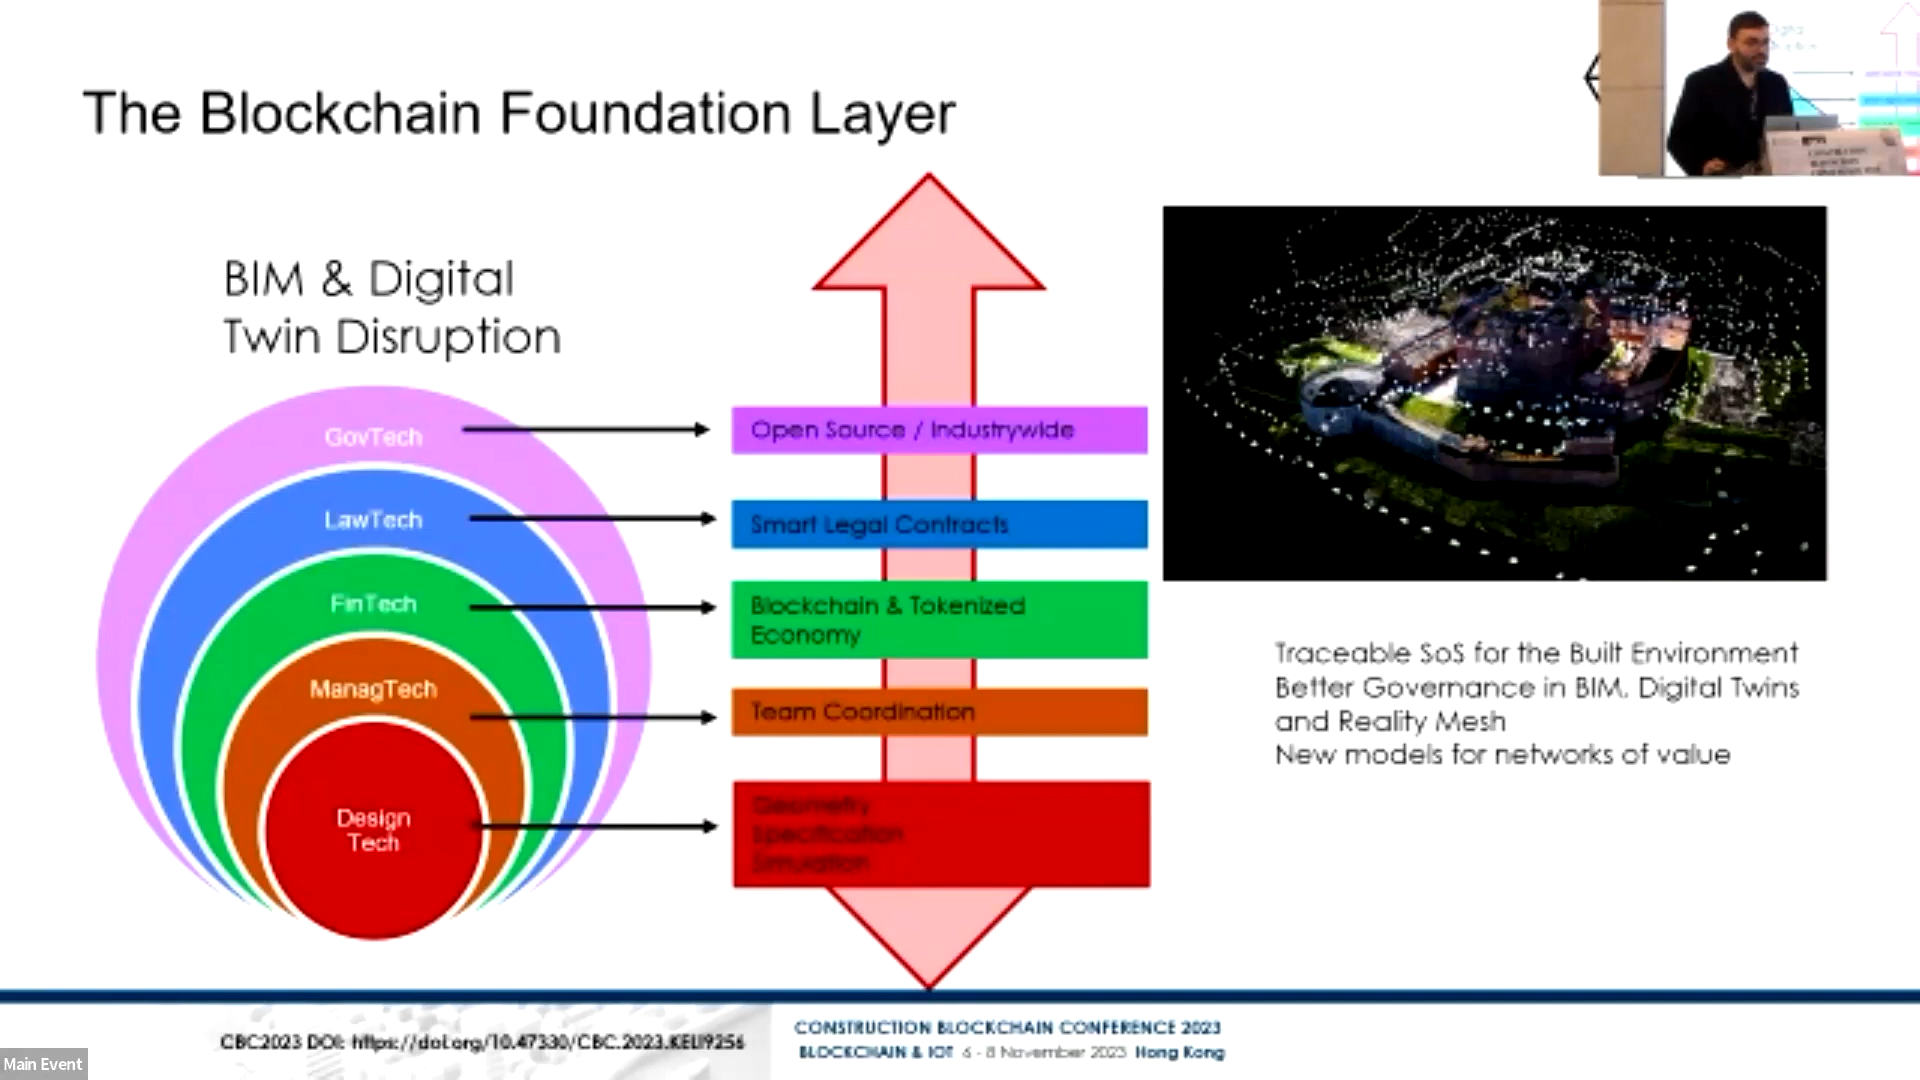 The Blockchain Foundation Layer
BIM & Digital
Twin Disruption
GovTech
LawTech
FinTech
ManagTech
Design
Tech
Open Source / Industrywide
Smart Legal Contracts
Blockchain & Tokenized
Economy
Team Coordination
Geometry
Specification
Simulation
Traceable SoS for the Built Environment
Better Governance in BIM, Digital Twins
and Reality Mesh
New models for networks of value
CBC2023 DOI: https://doi.org/10.47330/CBC.2023.KELI9256
CONSTRUCTION BLOCKCHAIN CONFERENCE 2023
BLOCKCHAIN & IOT 6 - 8 November 2023 Hong Kong
Main Event